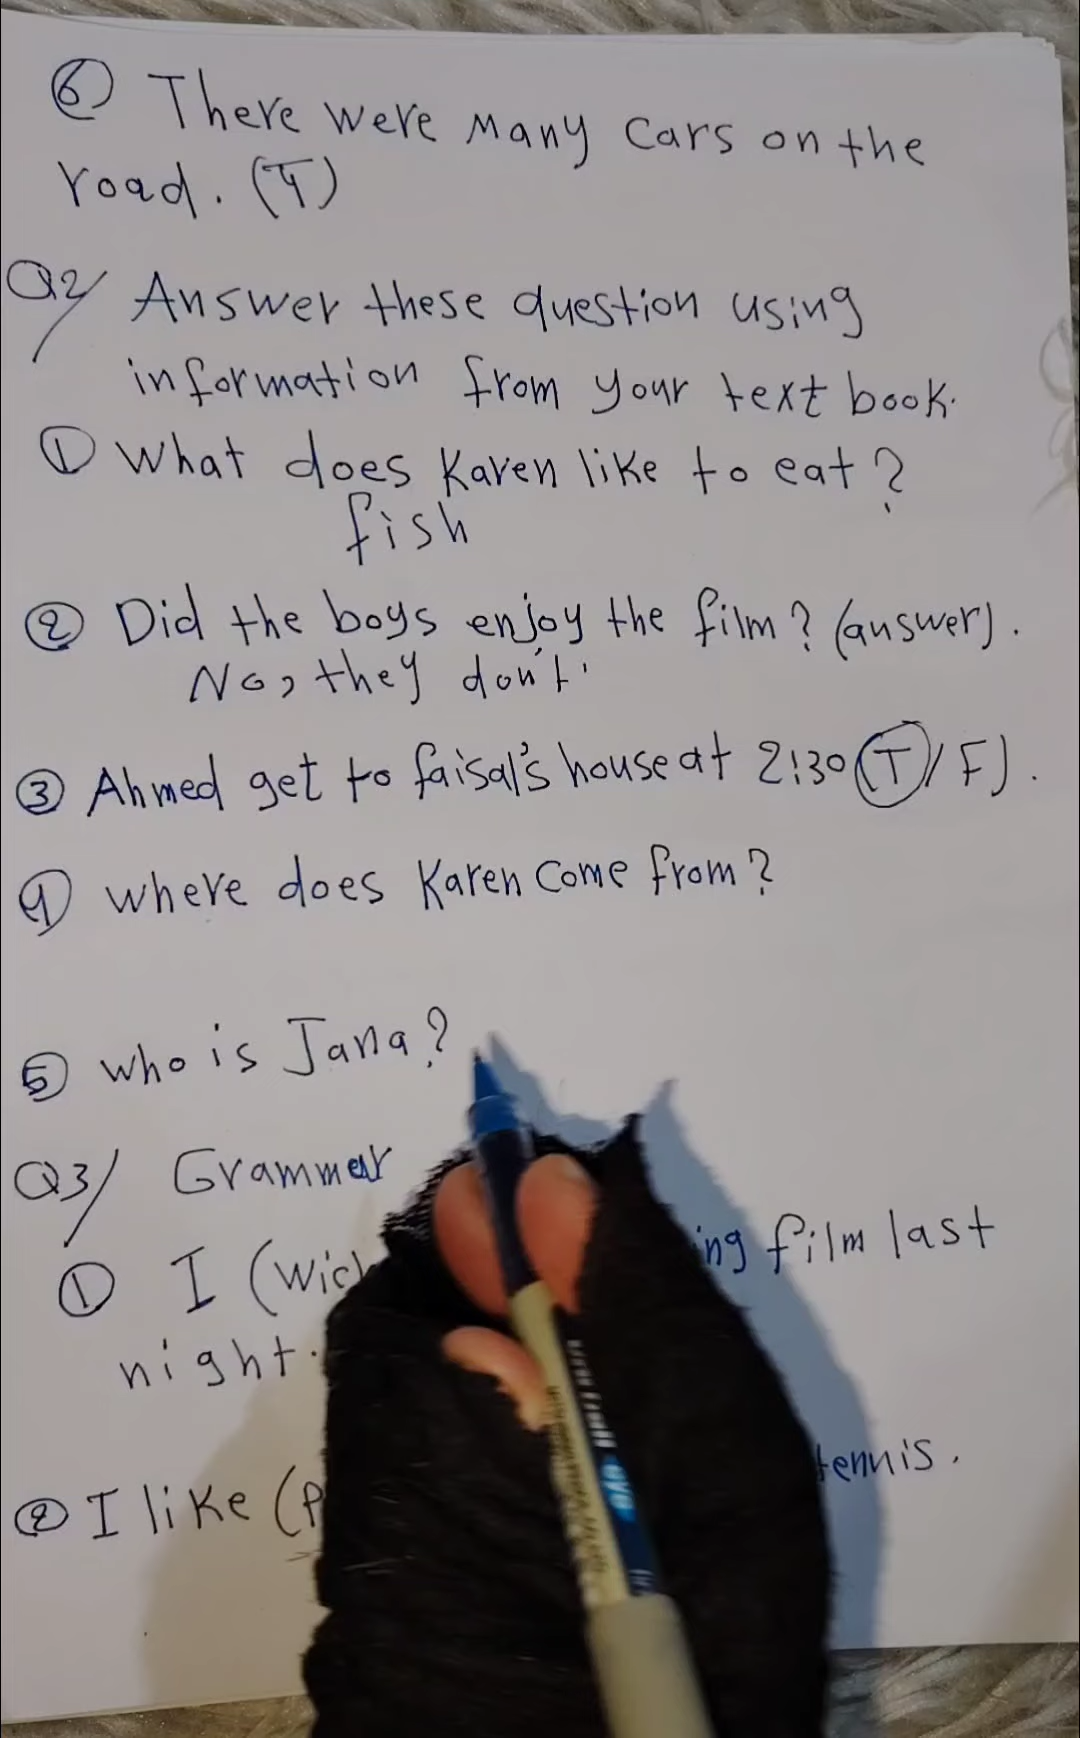 6 There were many cars on the
road. (T)
Q2/ Answer these question using
information from your text book.
1 What does Karen like to eat?
fish
2 Did the boys enjoy the film? (answer).
No, they don't.
3 Ahmed get to faisal's house at 2:30 (T/F).
4 where does Karen come from?
5 who is Jana?
Q3/ Grammar
1 I film last
night.
2 I like tennis.